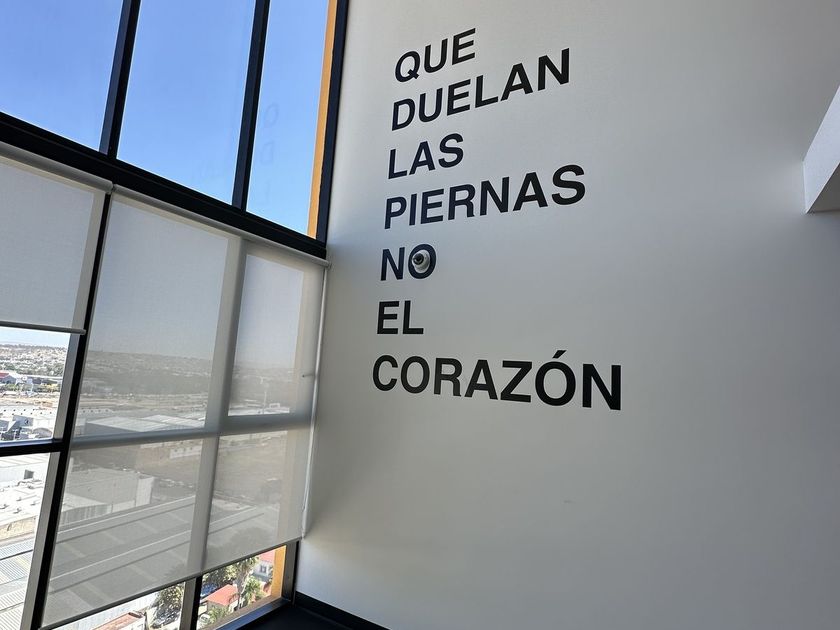 QUE
DUELAN
LAS
PIERNAS
NO
EL
CORAZÓN